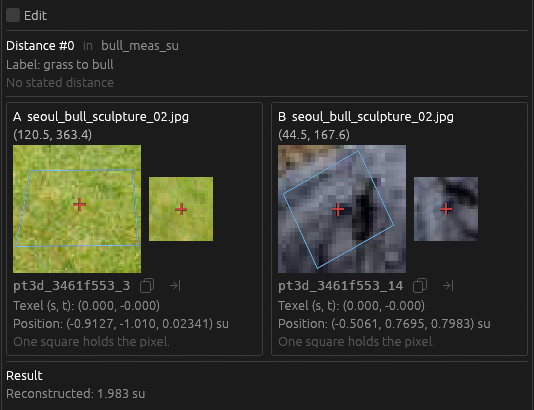 Edit
Distance #0 in bull_meas_su
Label: grass to bull
No stated distance
A seoul_bull_sculpture_02.jpg
(120.5, 363.4)
pt3d_3461f553_3
Texel (s, t): (0.000, -0.000)
Position: (-0.9127, -1.010, 0.02341) su
One square holds the pixel.
B seoul_bull_sculpture_02.jpg
(44.5, 167.6)
pt3d_3461f553_14
Texel (s, t): (0.000, -0.000)
Position: (-0.5061, 0.7695, 0.7983) su
One square holds the pixel.
Result
Reconstructed: 1.983 su